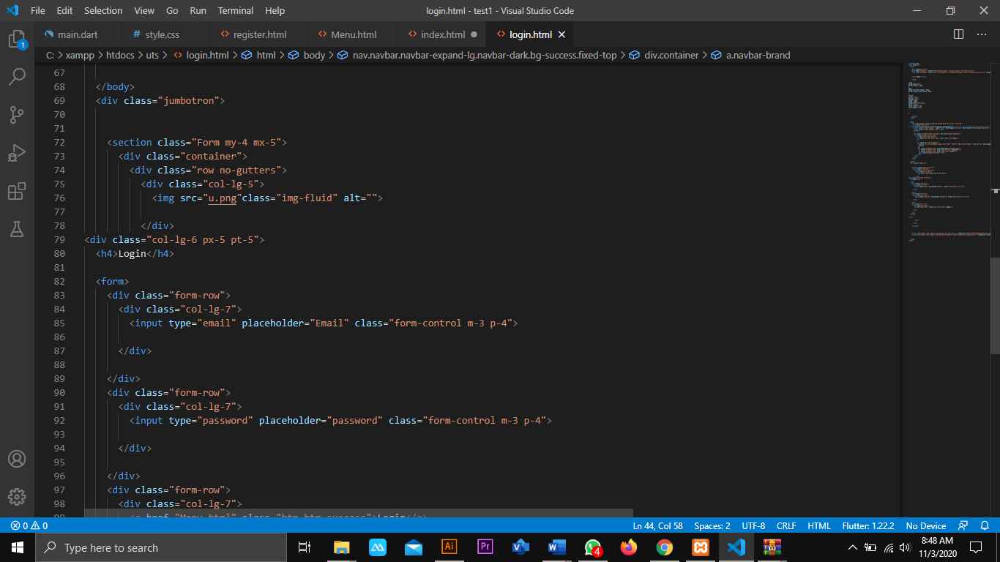 File Edit Selection View Go Run Terminal Help login.html - test1 - Visual Studio Code
main.dart # style.css <> register.html <> Menu.html <> index.html ● <> login.html ×
C: > xampp > htdocs > uts > <> login.html > html > body > nav.navbar.navbar-expand-lg.navbar-dark.bg-success.fixed-top > div.container > a.navbar-brand
1
67
68 </body>
69 <div class="jumbotron">
70
71
72 <section class="Form my-4 mx-5">
73 <div class="container">
74 <div class="row no-gutters">
75 <div class="col-lg-5">
76 <img src="u.png"class="img-fluid" alt="">
77
78 </div>
79 <div class="col-lg-6 px-5 pt-5">
80 <h4>Login</h4>
81
82 <form>
83 <div class="form-row">
84 <div class="col-lg-7">
85 <input type="email" placeholder="Email" class="form-control m-3 p-4">
86
87 </div>
88
89 </div>
90 <div class="form-row">
91 <div class="col-lg-7">
92 <input type="password" placeholder="password" class="form-control m-3 p-4">
93
94 </div>
95
96 </div>
97 <div class="form-row">
98 <div class="col-lg-7">
99 <a href="Menu.html" class="btn btn-success">Login</a>
0 0 Ln 44, Col 58 Spaces: 2 UTF-8 CRLF HTML Flutter: 1.22.2 No Device
Type here to search Ai Pr 4 8:48 AM
11/3/2020